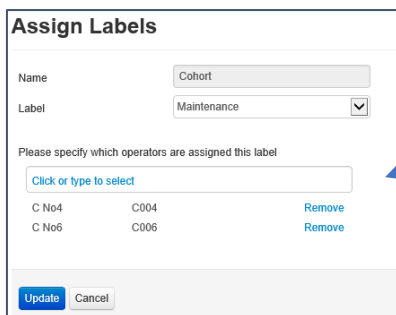 Assign Labels
Name Cohort
Label Maintenance
Please specify which operators are assigned this label
Click or type to select
C No4 C004 Remove
C No6 C006 Remove
Update Cancel